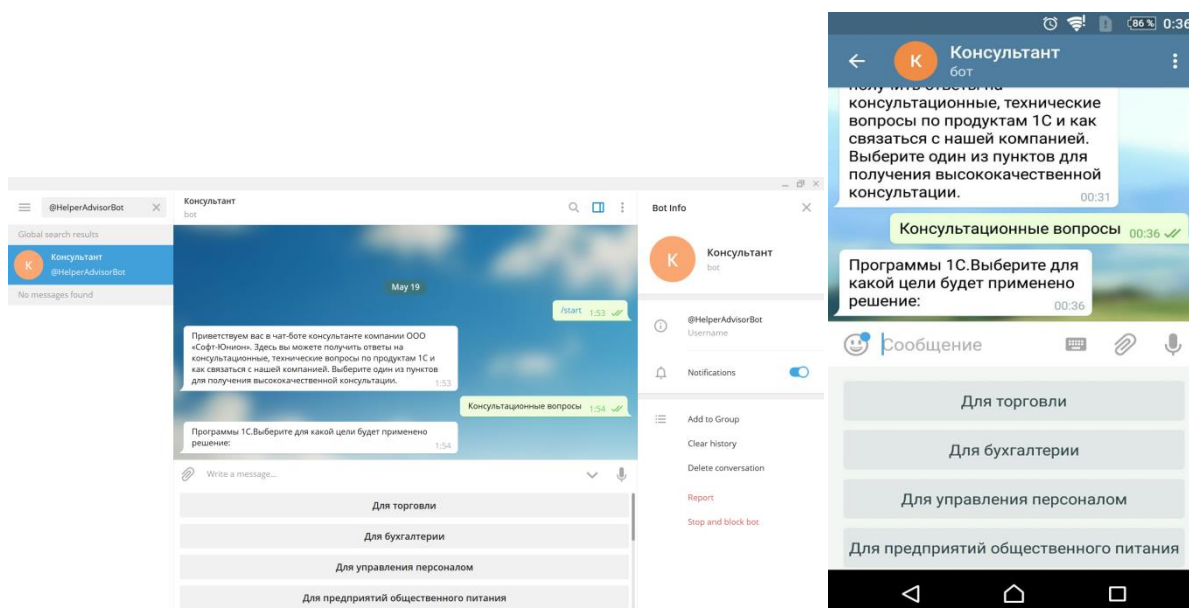 @HelperAdvisorBot
Global search results
К
Консультант
@HelperAdvisorBot
No messages found
Консультант
bot
May 19
/start 1:53
Приветствуем вас в чат-боте консультанте компании ООО
«Софт-Юнион». Здесь вы можете получить ответы на
консультационные, технические вопросы по продуктам 1С и
как связаться с нашей компанией. Выберите один из пунктов
для получения высококачественной консультации. 1:53
Консультационные вопросы 1:54
Программы 1С.Выберите для какой цели будет применено
решение: 1:54
Write a message...
Для торговли
Для бухгалтерии
Для управления персоналом
Для предприятий общественного питания
Bot Info
К
Консультант
bot
@HelperAdvisorBot
Username
Notifications
Add to Group
Clear history
Delete conversation
Report
Stop and block bot
86 % 0:36
К
Консультант
бот
получить ответы на
консультационные, технические
вопросы по продуктам 1С и как
связаться с нашей компанией.
Выберите один из пунктов для
получения высококачественной
консультации. 00:31
Консультационные вопросы 00:36
Программы 1С.Выберите для
какой цели будет применено
решение: 00:36
Сообщение
Для торговли
Для бухгалтерии
Для управления персоналом
Для предприятий общественного питания